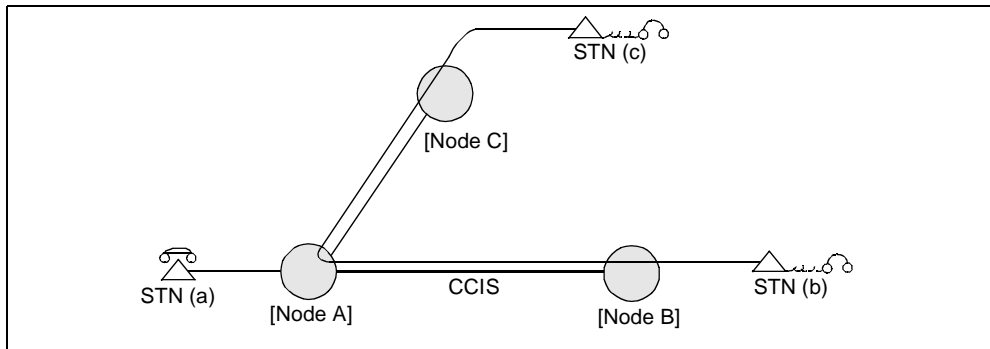 STN (c)
[Node C]
STN (a)
[Node A]
CCIS
[Node B]
STN (b)